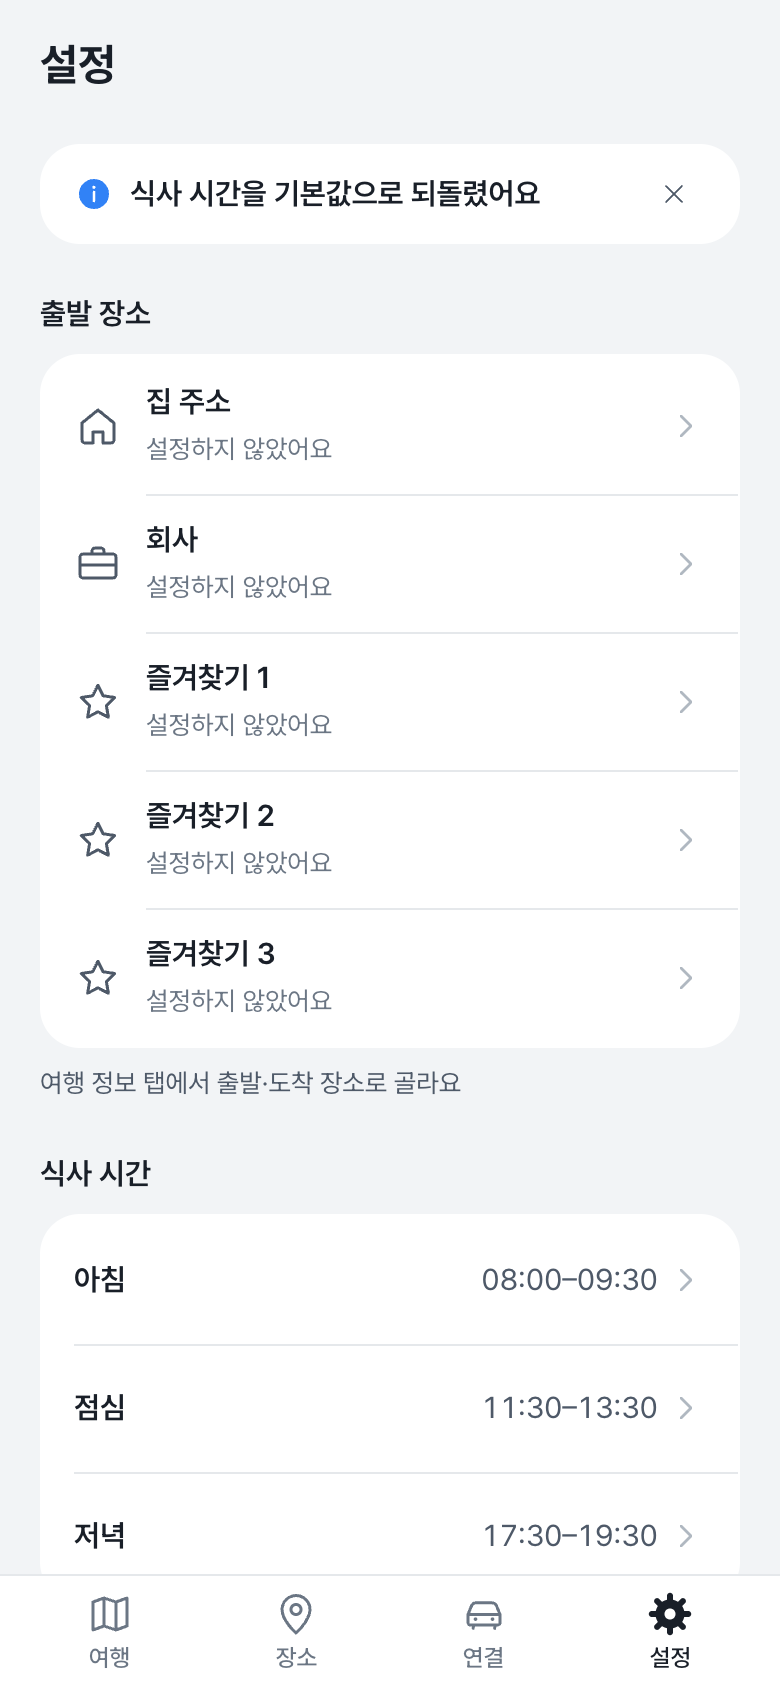 설정
식사 시간을 기본값으로 되돌렸어요
출발 장소
집 주소
설정하지 않았어요
회사
설정하지 않았어요
즐겨찾기 1
설정하지 않았어요
즐겨찾기 2
설정하지 않았어요
즐겨찾기 3
설정하지 않았어요
여행 정보 탭에서 출발·도착 장소로 골라요
식사 시간
아침 08:00–09:30
점심 11:30–13:30
저녁 17:30–19:30
여행 장소 연결 설정